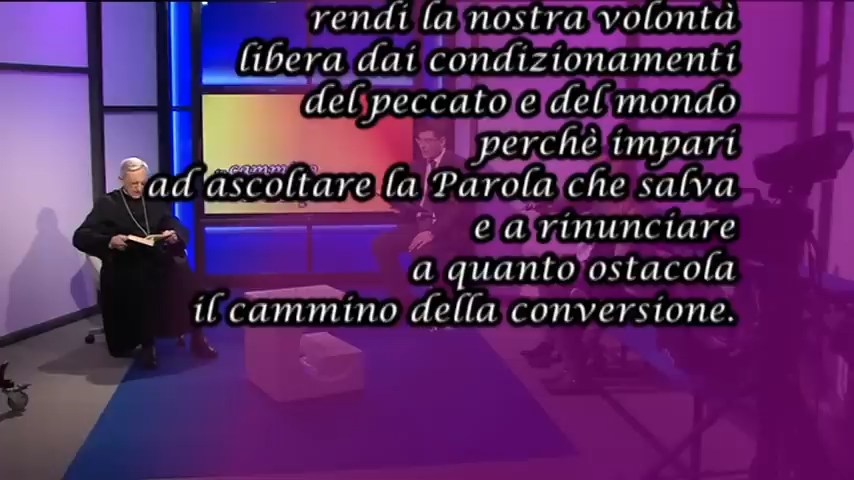 rendi la nostra volontà
libera dai condizionamenti
del peccato e del mondo
perchè impari
ad ascoltare la Parola che salva
e a rinunciare
a quanto ostacola
il cammino della conversione.
cammino